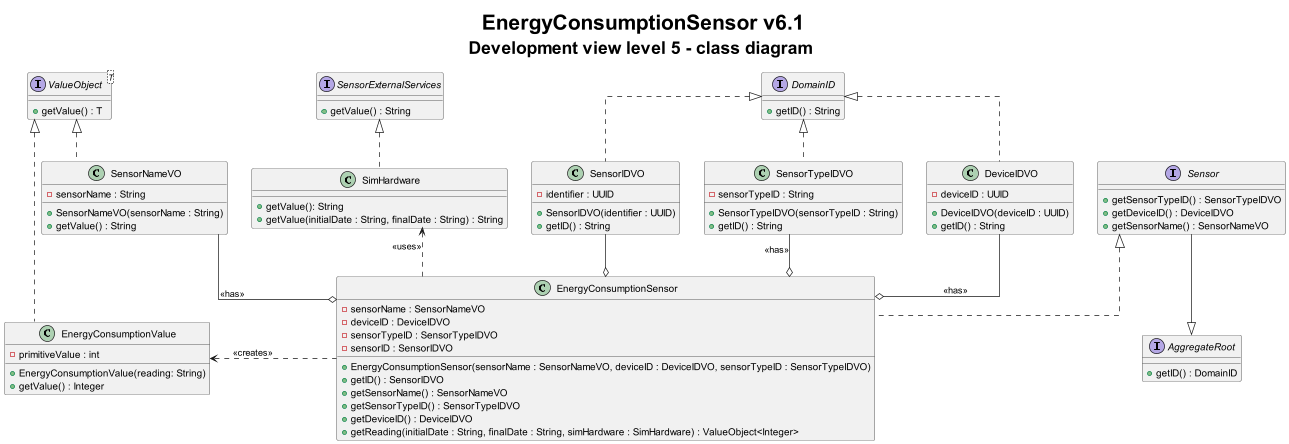 EnergyConsumptionSensor v6.1
Development view level 5 - class diagram
I ValueObject T
getValue() : T
I SensorExternalServices
getValue() : String
I DomainID
getID() : String
C SensorNameVO
sensorName : String
SensorNameVO(sensorName : String)
getValue() : String
C SimHardware
getValue(): String
getValue(initialDate : String, finalDate : String) : String
C SensorIDVO
identifier : UUID
SensorIDVO(identifier : UUID)
getID() : String
C SensorTypeIDVO
sensorTypeID : String
SensorTypeIDVO(sensorTypeID : String)
getID() : String
C DeviceIDVO
deviceID : UUID
DeviceIDVO(deviceID : UUID)
getID() : String
I Sensor
getSensorTypeID() : SensorTypeIDVO
getDeviceID() : DeviceIDVO
getSensorName() : SensorNameVO
«uses»
«has»
«has»
«has»
C EnergyConsumptionSensor
sensorName : SensorNameVO
deviceID : DeviceIDVO
sensorTypeID : SensorTypeIDVO
sensorID : SensorIDVO
EnergyConsumptionSensor(sensorName : SensorNameVO, deviceID : DeviceIDVO, sensorTypeID : SensorTypeIDVO)
getID() : SensorIDVO
getSensorName() : SensorNameVO
getSensorTypeID() : SensorTypeIDVO
getDeviceID() : DeviceIDVO
getReading(initialDate : String, finalDate : String, simHardware : SimHardware) : ValueObject<Integer>
C EnergyConsumptionValue
primitiveValue : int
EnergyConsumptionValue(reading: String)
getValue() : Integer
«creates»
I AggregateRoot
getID() : DomainID